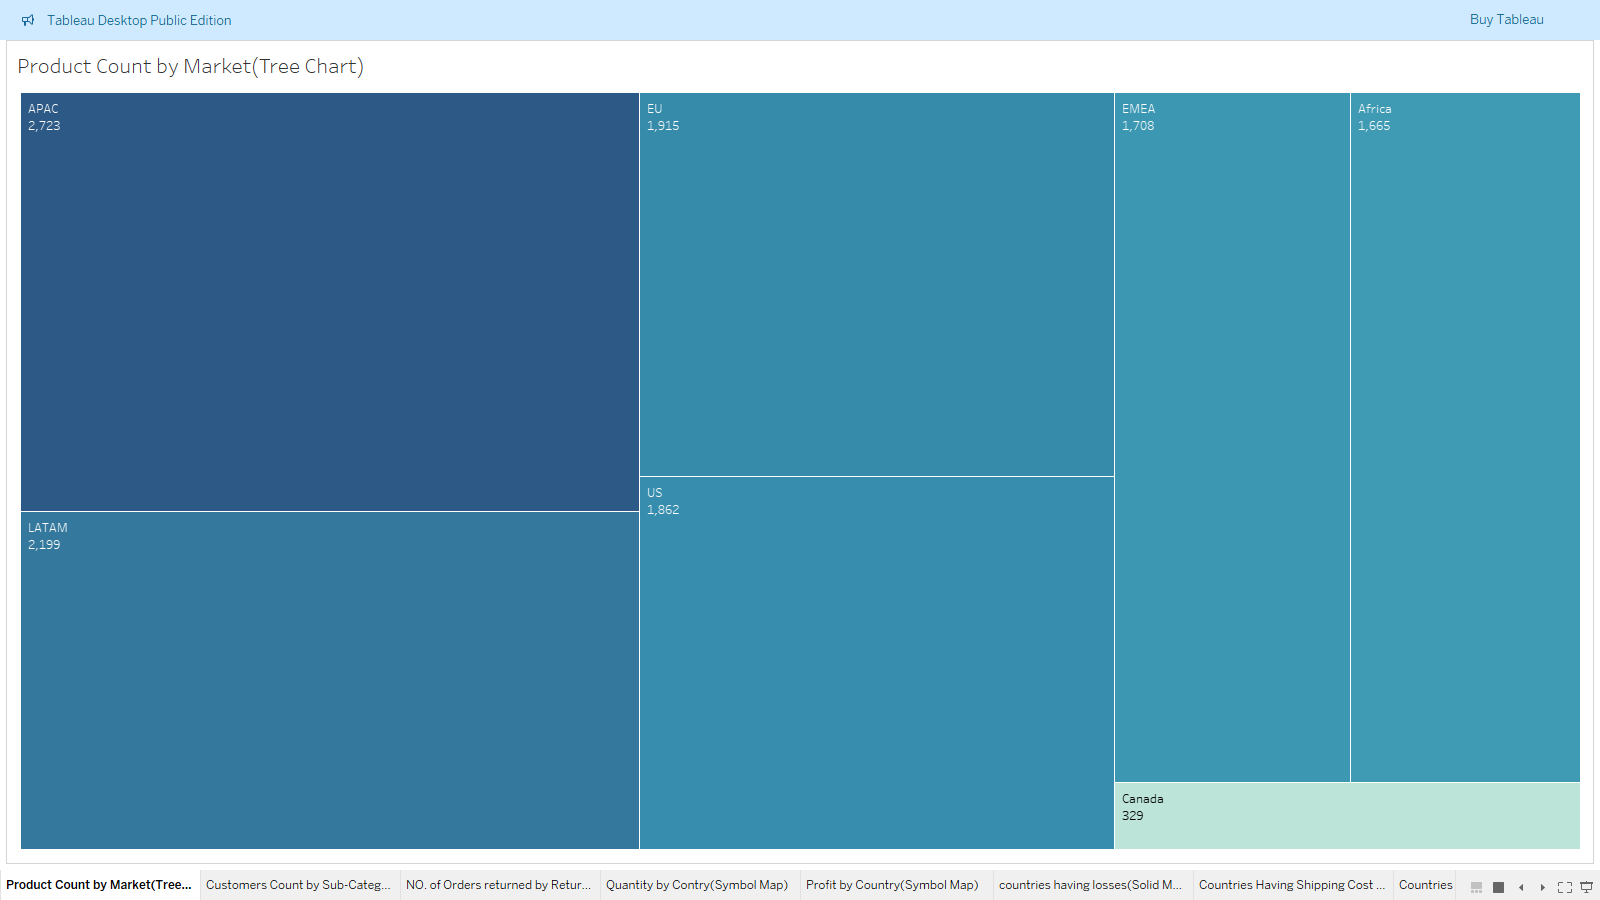 Tableau Desktop Public Edition
Buy Tableau
Product Count by Market(Tree Chart)
APAC
2,723
EU
1,915
EMEA
1,708
Africa
1,665
US
1,862
LATAM
2,199
Canada
329
Product Count by Market(Tree...
Customers Count by Sub-Categ...
NO. of Orders returned by Retur...
Quantity by Contry(Symbol Map)
Profit by Country(Symbol Map)
countries having losses(Solid M...
Countries Having Shipping Cost ...
Countries